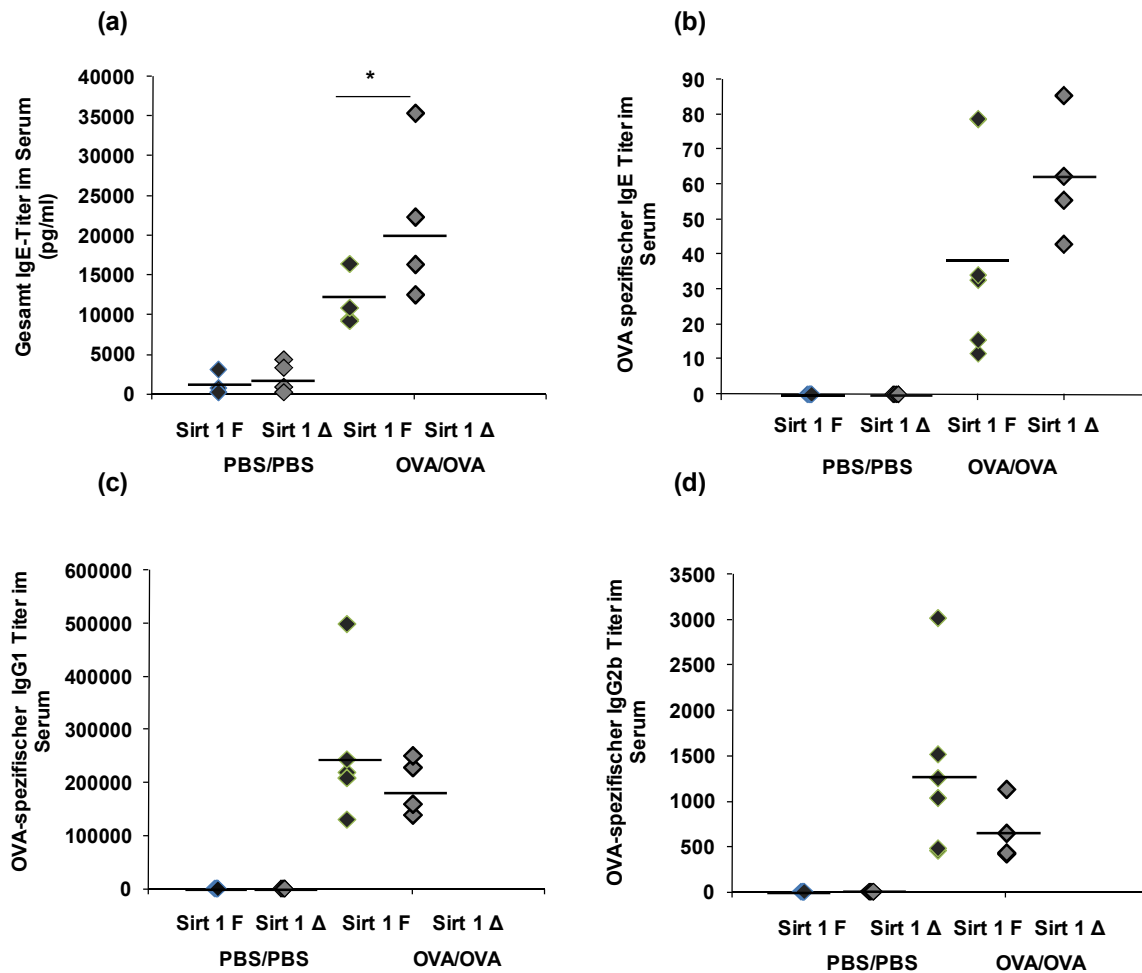 (a)
Gesamt IgE-Titer im Serum
(pg/ml)
40000
35000
30000
25000
20000
15000
10000
5000
0
*
Sirt 1 F Sirt 1 Δ Sirt 1 F Sirt 1 Δ
PBS/PBS OVA/OVA
(b)
OVA spezifischer IgE Titer im
Serum
90
80
70
60
50
40
30
20
10
0
Sirt 1 F Sirt 1 Δ Sirt 1 F Sirt 1 Δ
PBS/PBS OVA/OVA
(c)
OVA-spezifischer IgG1 Titer im
Serum
600000
500000
400000
300000
200000
100000
0
Sirt 1 F Sirt 1 Δ Sirt 1 F Sirt 1 Δ
PBS/PBS OVA/OVA
(d)
OVA-spezifischer IgG2b Titer im
Serum
3500
3000
2500
2000
1500
1000
500
0
Sirt 1 F Sirt 1 Δ Sirt 1 F Sirt 1 Δ
PBS/PBS OVA/OVA